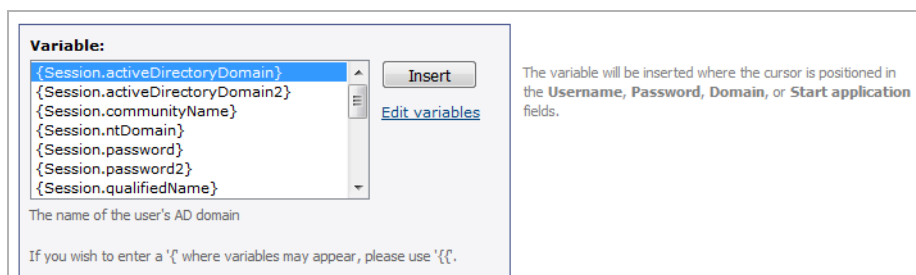 Variable:
{Session.activeDirectoryDomain}
{Session.activeDirectoryDomain2}
{Session.communityName}
{Session.ntDomain}
{Session.password}
{Session.password2}
{Session.qualifiedName}
Insert
Edit variables
The name of the user's AD domain
If you wish to enter a '{' where variables may appear, please use '{{'.
The variable will be inserted where the cursor is positioned in
the Username, Password, Domain, or Start application
fields.